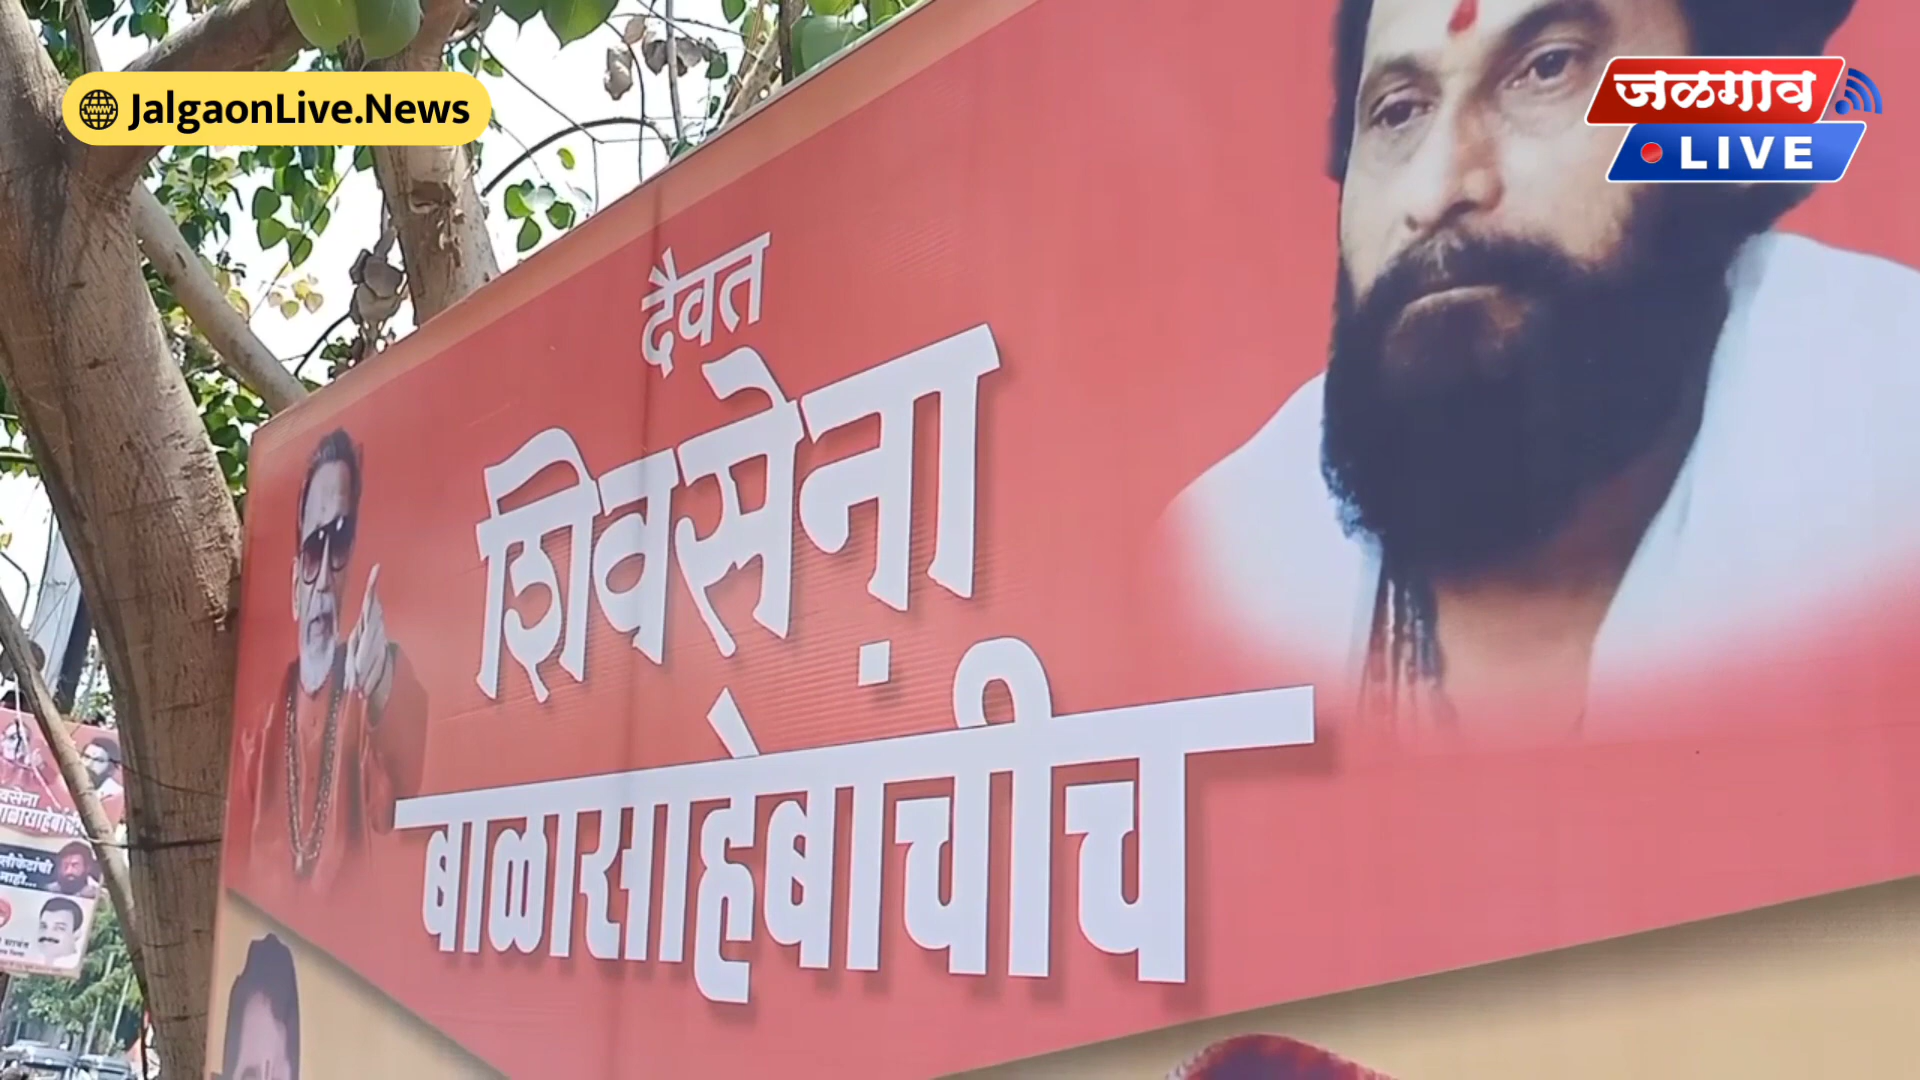 JalgaonLive.News
जळगाव
LIVE
दैवत
शिवसेना
बाळासाहेबांचीच